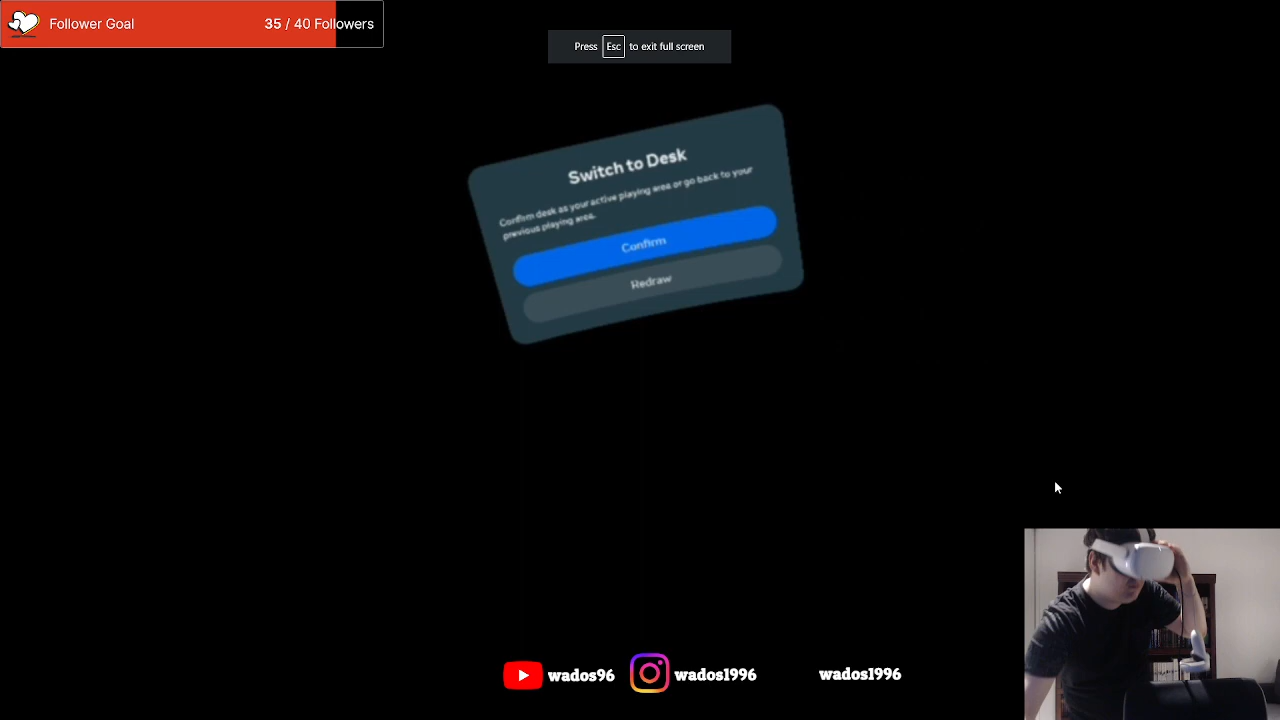 Follower Goal
35 / 40 Followers
Press Esc to exit full screen
Switch to Desk
Confirm desk as your active playing area or go back to your
previous playing area.
Confirm
Redraw
wados96
wados1996
wados1996